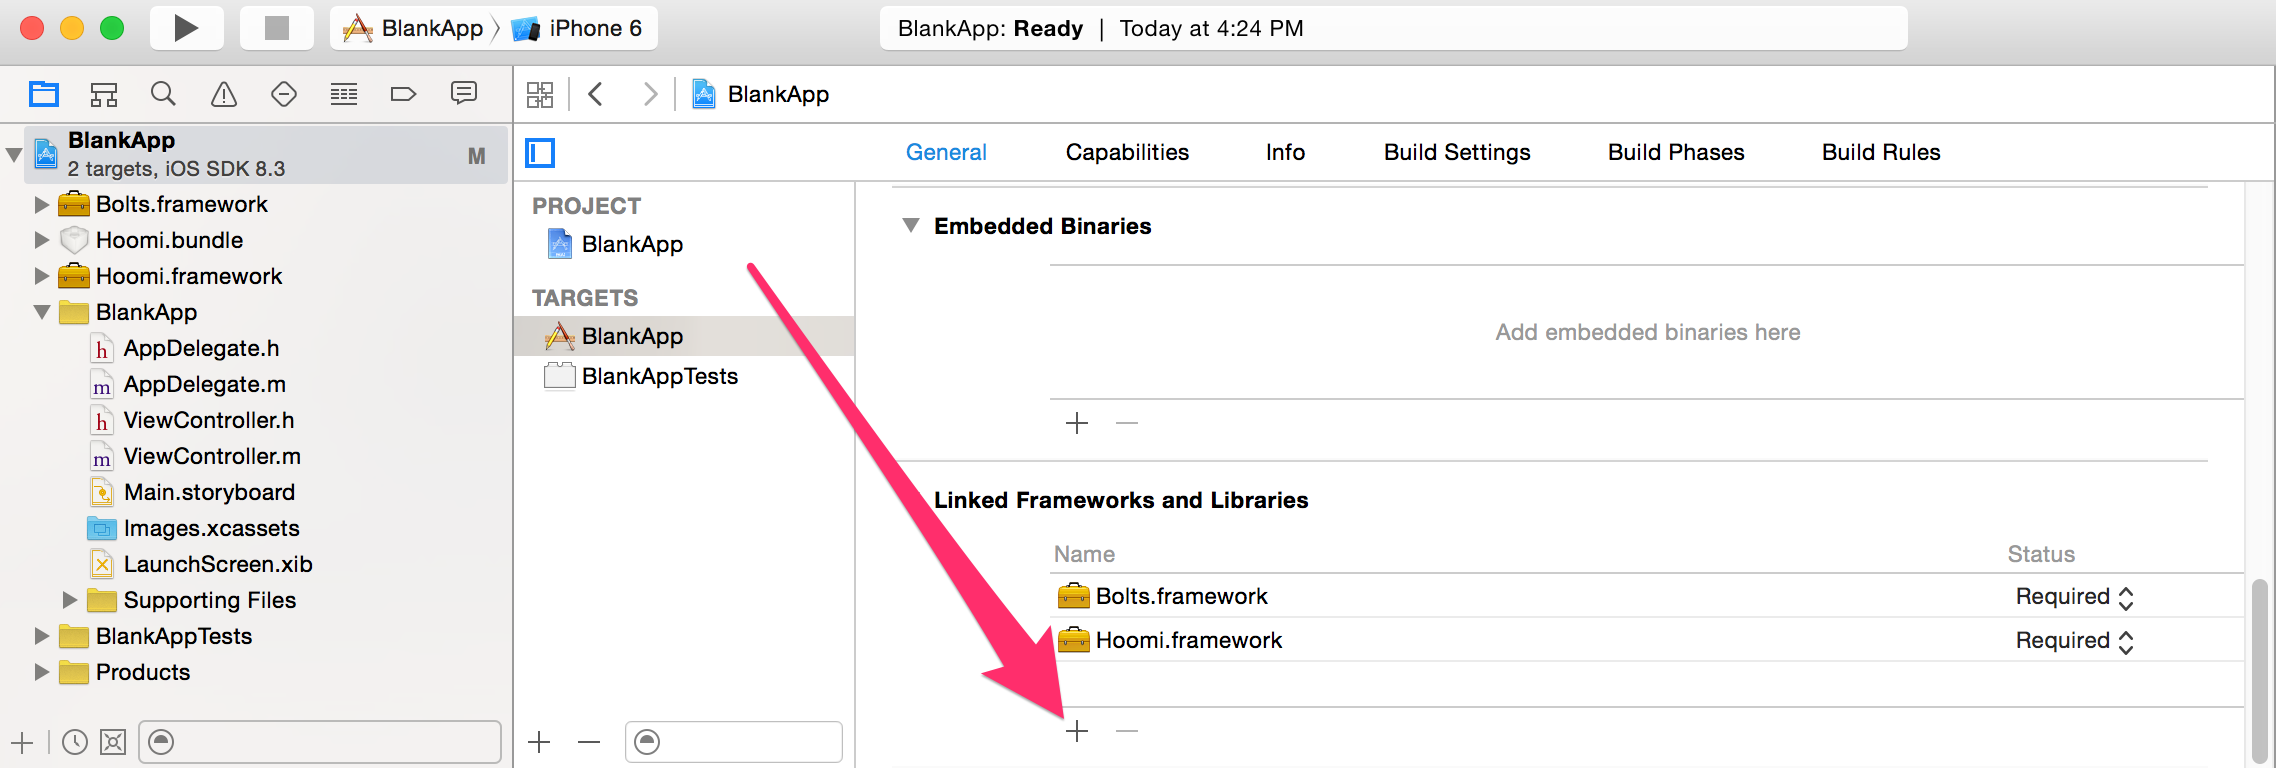 BlankApp iPhone 6
BlankApp: Ready | Today at 4:24 PM
BlankApp
BlankApp
2 targets, iOS SDK 8.3
M
Bolts.framework
Hoomi.bundle
Hoomi.framework
BlankApp
h AppDelegate.h
m AppDelegate.m
h ViewController.h
m ViewController.m
Main.storyboard
Images.xcassets
LaunchScreen.xib
Supporting Files
BlankAppTests
Products
General Capabilities Info Build Settings Build Phases Build Rules
PROJECT
BlankApp
TARGETS
BlankApp
BlankAppTests
Embedded Binaries
Add embedded binaries here
Linked Frameworks and Libraries
Name Status
Bolts.framework Required
Hoomi.framework Required